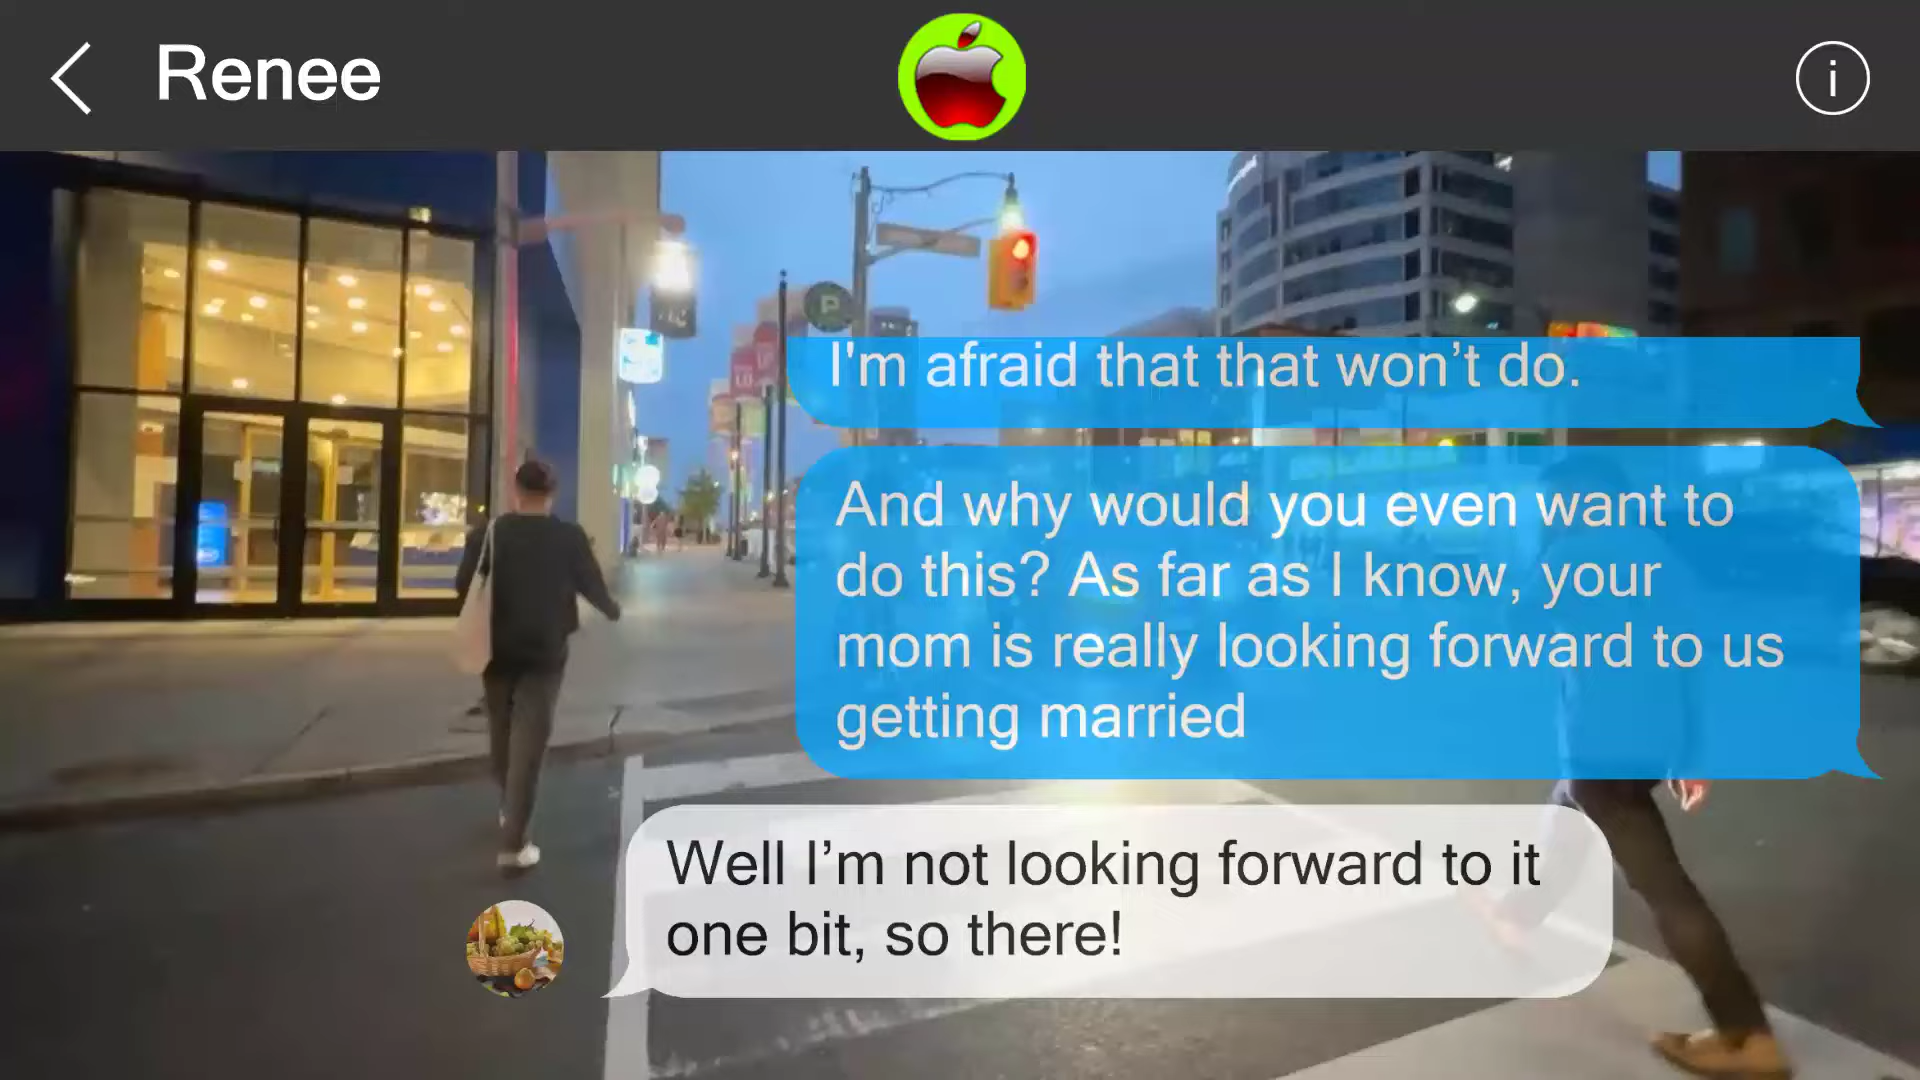 Renee
i
P
I'm afraid that that won’t do.
And why would you even want to
do this? As far as I know, your
mom is really looking forward to us
getting married
Well I’m not looking forward to it
one bit, so there!